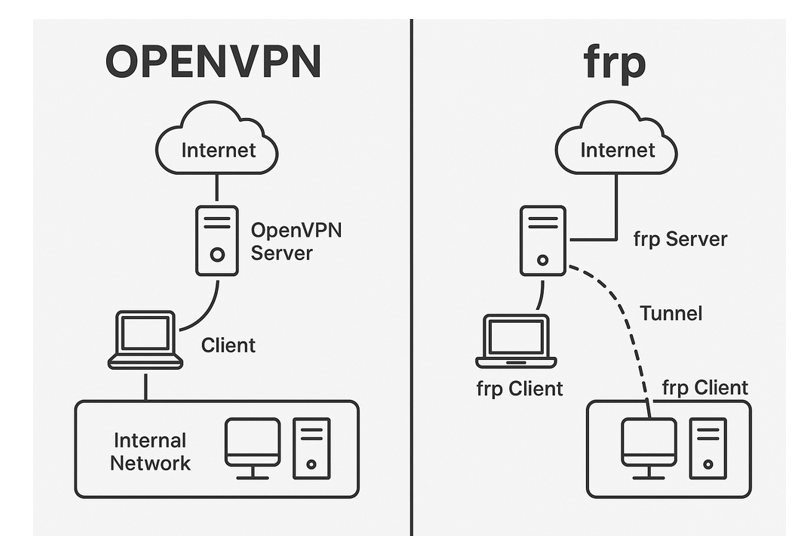 OPENVPN
Internet
OpenVPN
Server
Client
Internal
Network
frp
Internet
frp Server
Tunnel
frp Client
frp Client